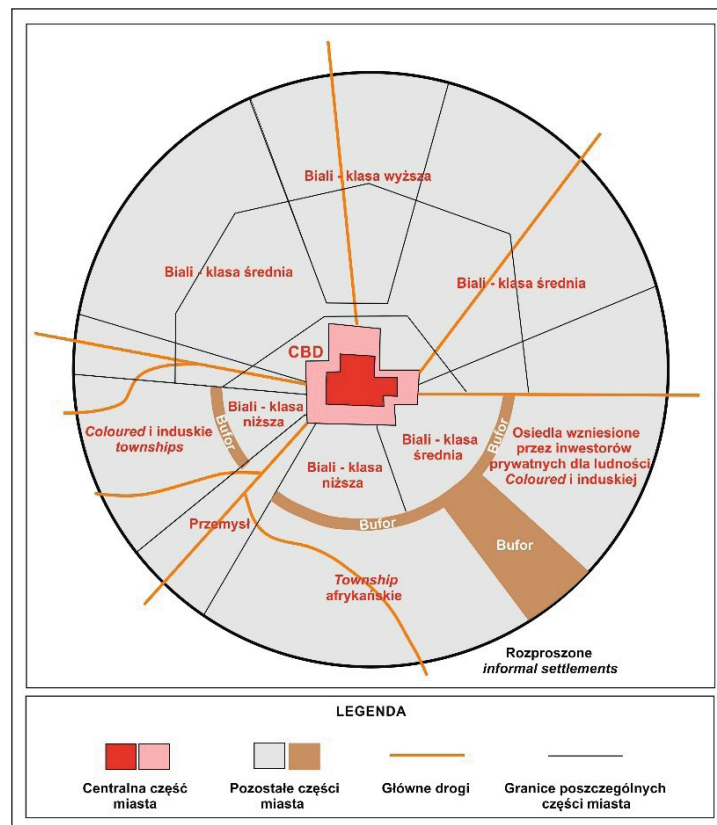 Biali - klasa wyższa
Biali - klasa średnia
Biali - klasa średnia
CBD
Bufor
Biali - klasa
niższa
Coloured i induskie
townships
Biali - klasa
średnia
Bufor
Osiedla wzniesione
przez inwestorów
prywatnych dla ludności
Coloured i induskiej
Biali - klasa
niższa
Przemysł
Bufor
Bufor
Township
afrykańskie
Rozproszone
informal settlements
LEGENDA
Centralna część
miasta
Pozostałe części
miasta
Główne drogi
Granice poszczególnych
części miasta